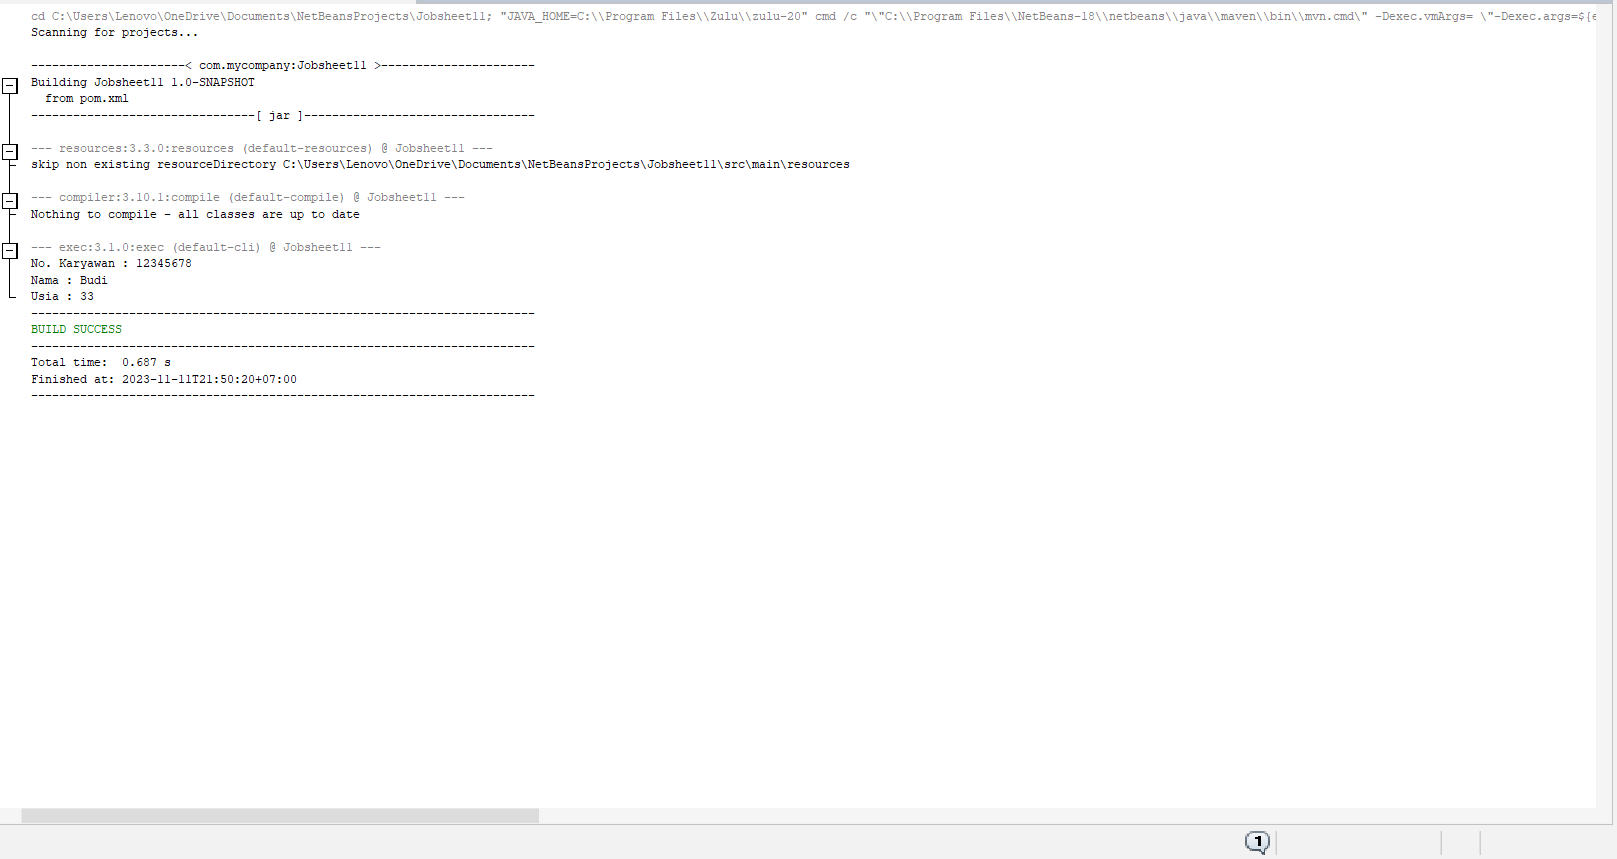 cd C:\Users\Lenovo\OneDrive\Documents\NetBeansProjects\Jobsheet11; "JAVA_HOME=C:\\Program Files\\Zulu\\zulu-20" cmd /c "\"C:\\Program Files\\NetBeans-18\\netbeans\\java\\maven\\bin\\mvn.cmd\" -Dexec.vmArgs= \"-Dexec.args=${e
Scanning for projects...
----------------------< com.mycompany:Jobsheet11 >----------------------
Building Jobsheet11 1.0-SNAPSHOT
  from pom.xml
--------------------------------[ jar ]---------------------------------
--- resources:3.3.0:resources (default-resources) @ Jobsheet11 ---
skip non existing resourceDirectory C:\Users\Lenovo\OneDrive\Documents\NetBeansProjects\Jobsheet11\src\main\resources
--- compiler:3.10.1:compile (default-compile) @ Jobsheet11 ---
Nothing to compile - all classes are up to date
--- exec:3.1.0:exec (default-cli) @ Jobsheet11 ---
No. Karyawan : 12345678
Nama : Budi
Usia : 33
------------------------------------------------------------------------
BUILD SUCCESS
------------------------------------------------------------------------
Total time:  0.687 s
Finished at: 2023-11-11T21:50:20+07:00
------------------------------------------------------------------------
1